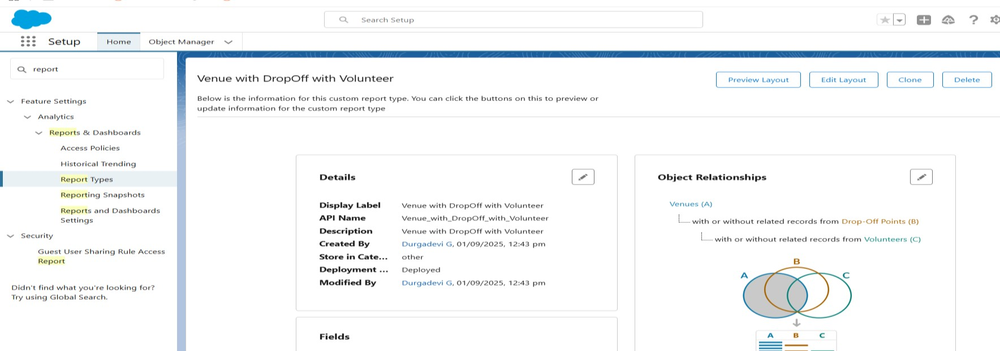 Search Setup
Setup
Home
Object Manager
report
Feature Settings
Analytics
Reports & Dashboards
Access Policies
Historical Trending
Report Types
Reporting Snapshots
Reports and Dashboards
Settings
Security
Guest User Sharing Rule Access
Report
Didn't find what you're looking for?
Try using Global Search.
Venue with DropOff with Volunteer
Preview Layout
Edit Layout
Clone
Delete
Below is the information for this custom report type. You can click the buttons on this to preview or
update information for the custom report type
Details
Display Label Venue with DropOff with Volunteer
API Name Venue_with_DropOff_with_Volunteer
Description Venue with DropOff with Volunteer
Created By Durgadevi G, 01/09/2025, 12:43 pm
Store in Cate... other
Deployment ... Deployed
Modified By Durgadevi G, 01/09/2025, 12:43 pm
Fields
Object Relationships
Venues (A)
with or without related records from Drop-Off Points (B)
with or without related records from Volunteers (C)
B
A C
A B C